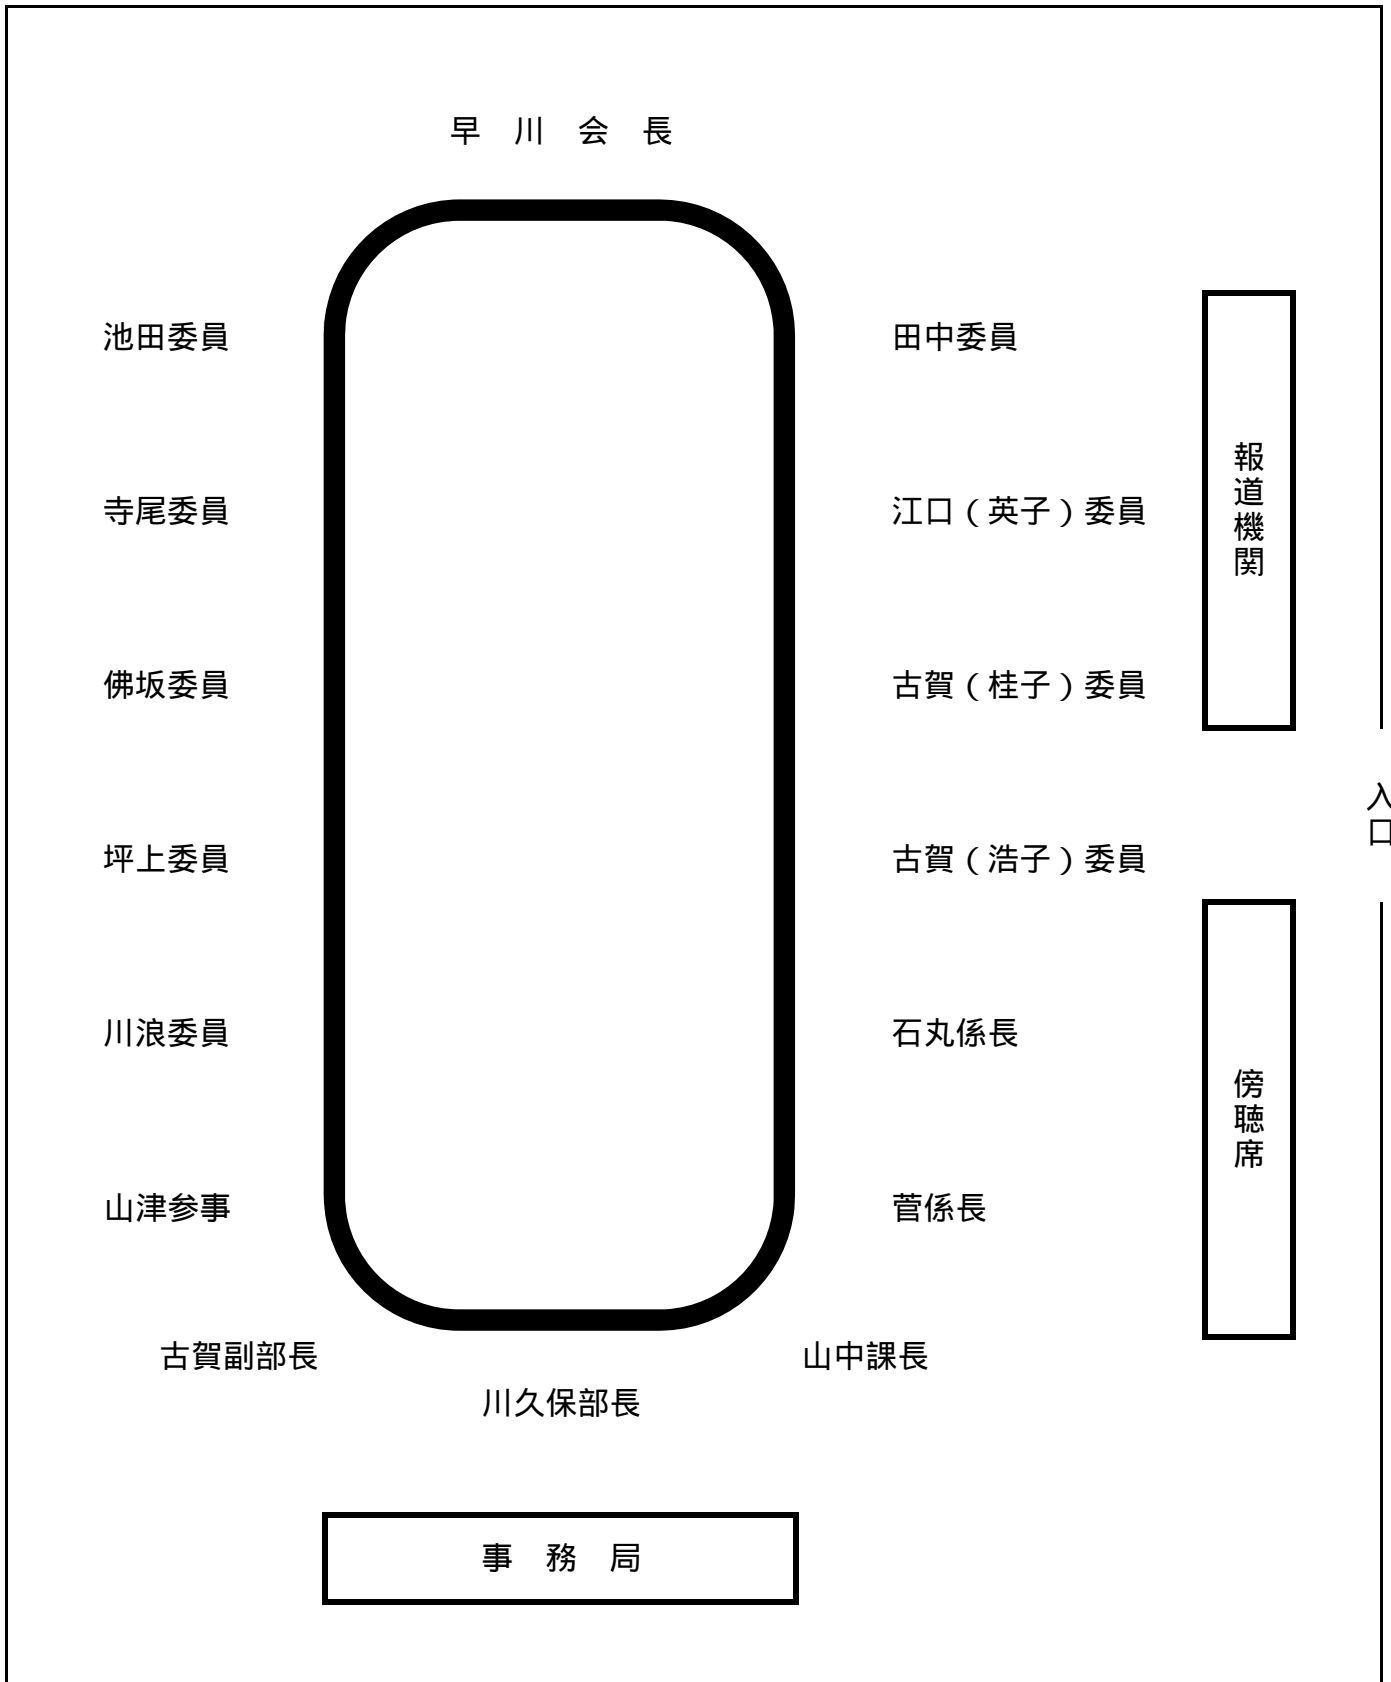 早　川　会　長
池田委員
田中委員
寺尾委員
江口（英子）委員
報道機関
佛坂委員
古賀（桂子）委員
入口
坪上委員
古賀（浩子）委員
川浪委員
石丸係長
傍聴席
山津参事
菅係長
古賀副部長
山中課長
川久保部長
事　務　局